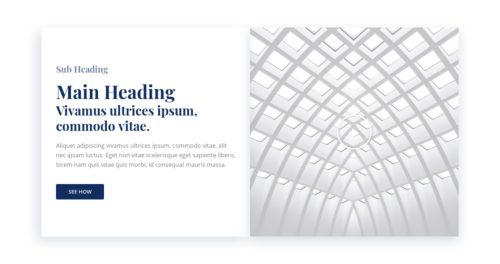 Sub Heading
Main Heading
Vivamus ultrices ipsum,
commodo vitae.
Aliquet adipiscing vivamus ultrices ipsum, commodo vitae, elit
nec ipsam luctus. Eget non vitae scelerisque eget sapiente libero,
lorem nam quis vitae quis morbi, id consequat mauris massa.
SEE HOW